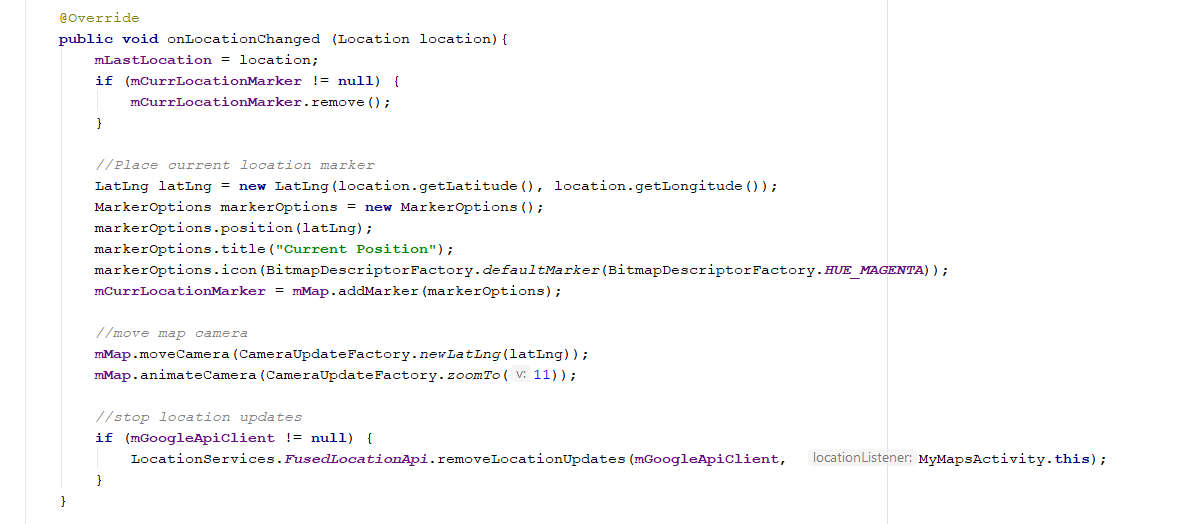 @Override
public void onLocationChanged (Location location){
mLastLocation = location;
if (mCurrLocationMarker != null) {
mCurrLocationMarker.remove();
}
//Place current location marker
LatLng latLng = new LatLng(location.getLatitude(), location.getLongitude());
MarkerOptions markerOptions = new MarkerOptions();
markerOptions.position(latLng);
markerOptions.title("Current Position");
markerOptions.icon(BitmapDescriptorFactory.defaultMarker(BitmapDescriptorFactory.HUE_MAGENTA));
mCurrLocationMarker = mMap.addMarker(markerOptions);
//move map camera
mMap.moveCamera(CameraUpdateFactory.newLatLng(latLng));
mMap.animateCamera(CameraUpdateFactory.zoomTo( v: 11));
//stop location updates
if (mGoogleApiClient != null) {
LocationServices.FusedLocationApi.removeLocationUpdates(mGoogleApiClient, locationListener: MyMapsActivity.this);
}
}